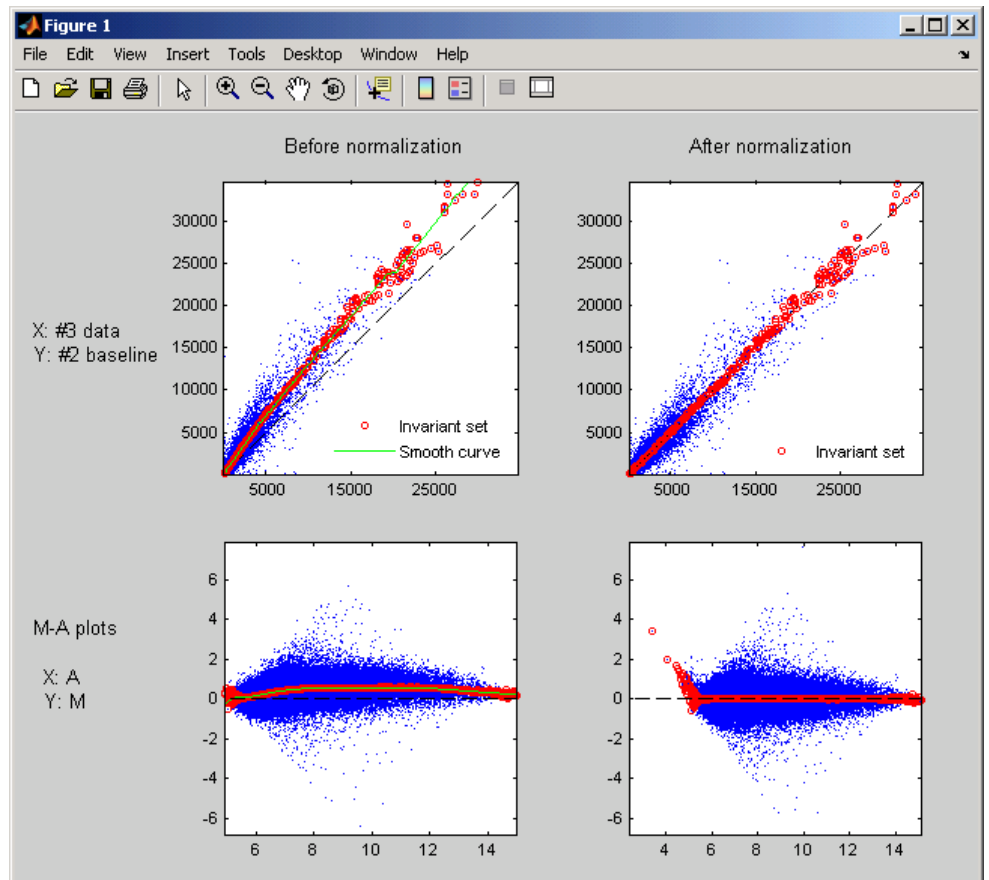 Figure 1
File Edit View Insert Tools Desktop Window Help
Before normalization
After normalization
X: #3 data
Y: #2 baseline
30000
25000
20000
15000
10000
5000
Invariant set
Smooth curve
5000 15000 25000
30000
25000
20000
15000
10000
5000
Invariant set
5000 15000 25000
M-A plots
X: A
Y: M
6
4
2
0
-2
-4
-6
6 8 10 12 14
6
4
2
0
-2
-4
-6
4 6 8 10 12 14